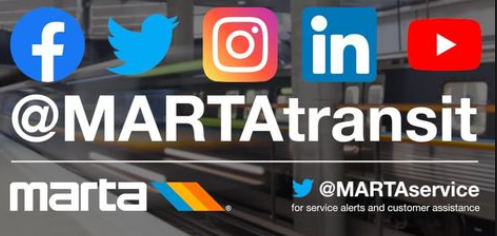 @MARTAtransit
marta
@MARTAservice
for service alerts and customer assistance